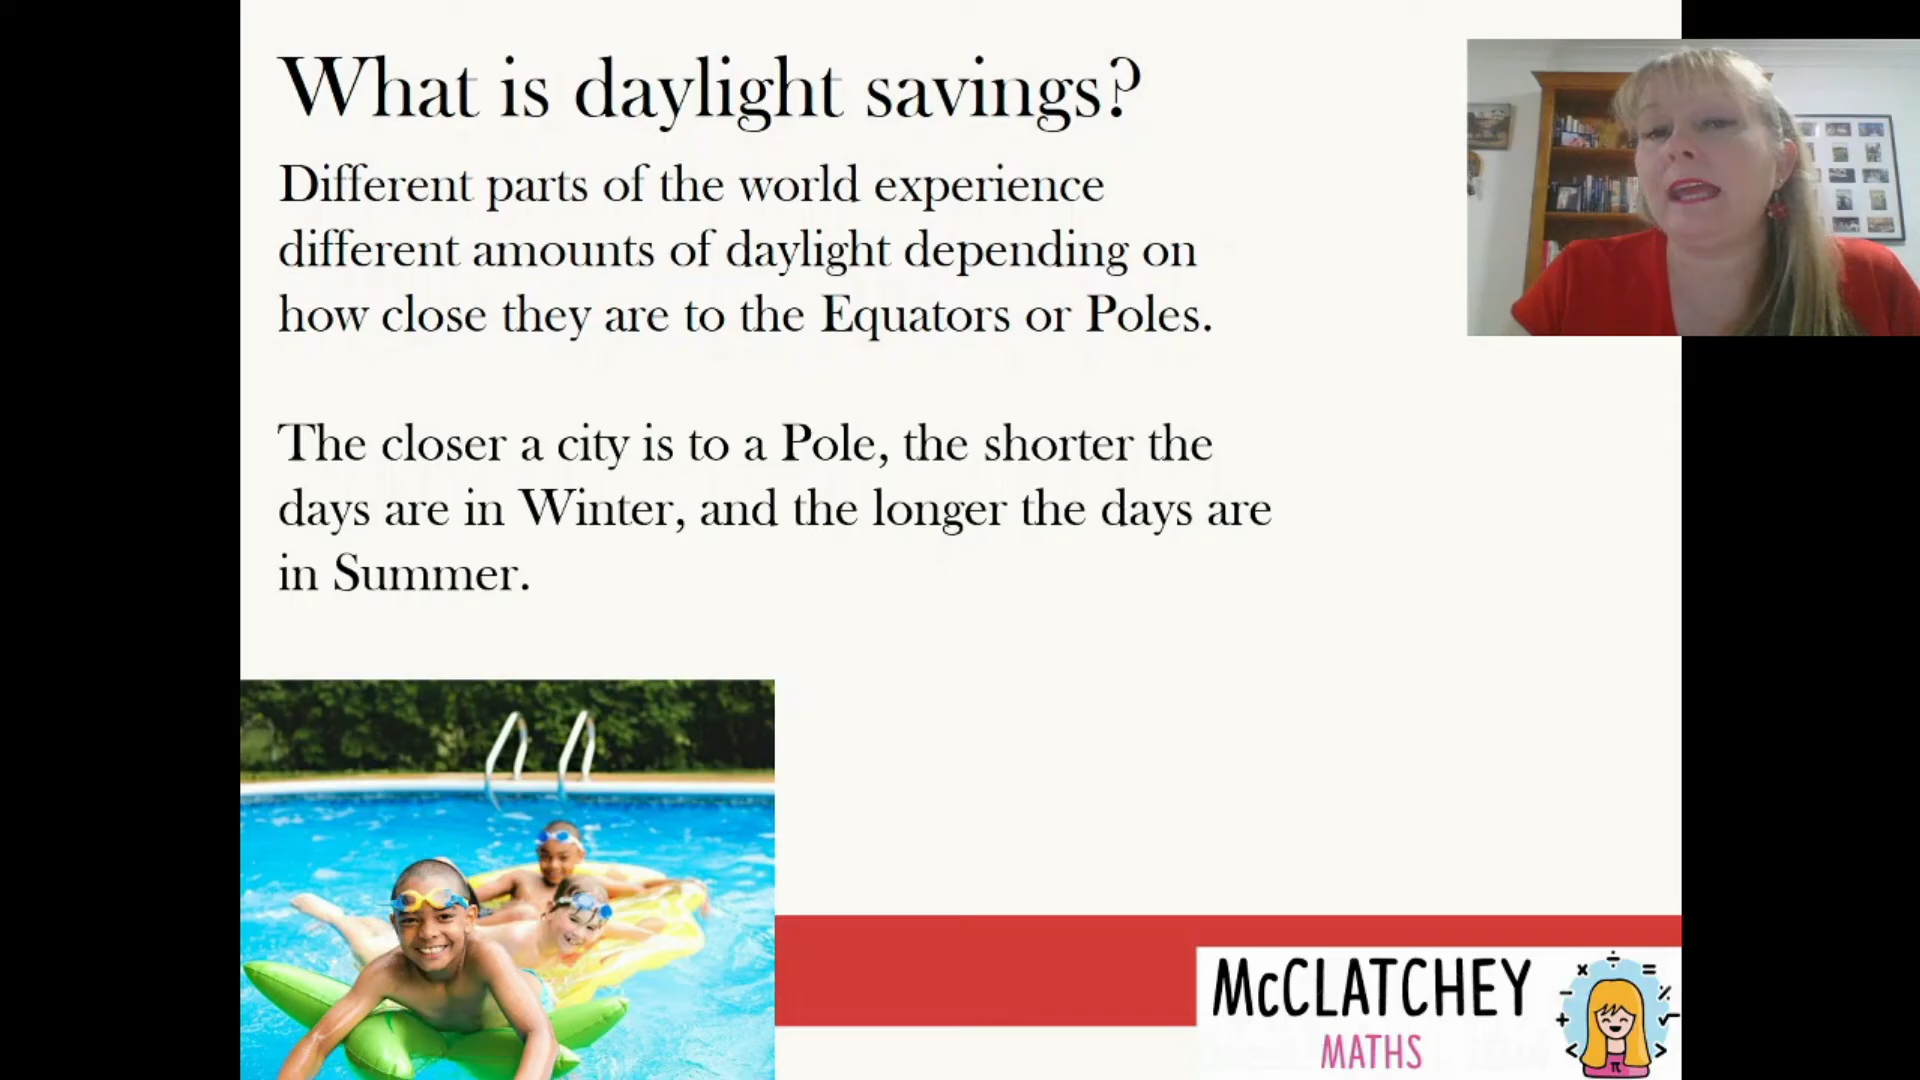 What is daylight savings?
Different parts of the world experience
different amounts of daylight depending on
how close they are to the Equators or Poles.
The closer a city is to a Pole, the shorter the
days are in Winter, and the longer the days are
in Summer.
McCLATCHEY
MATHS